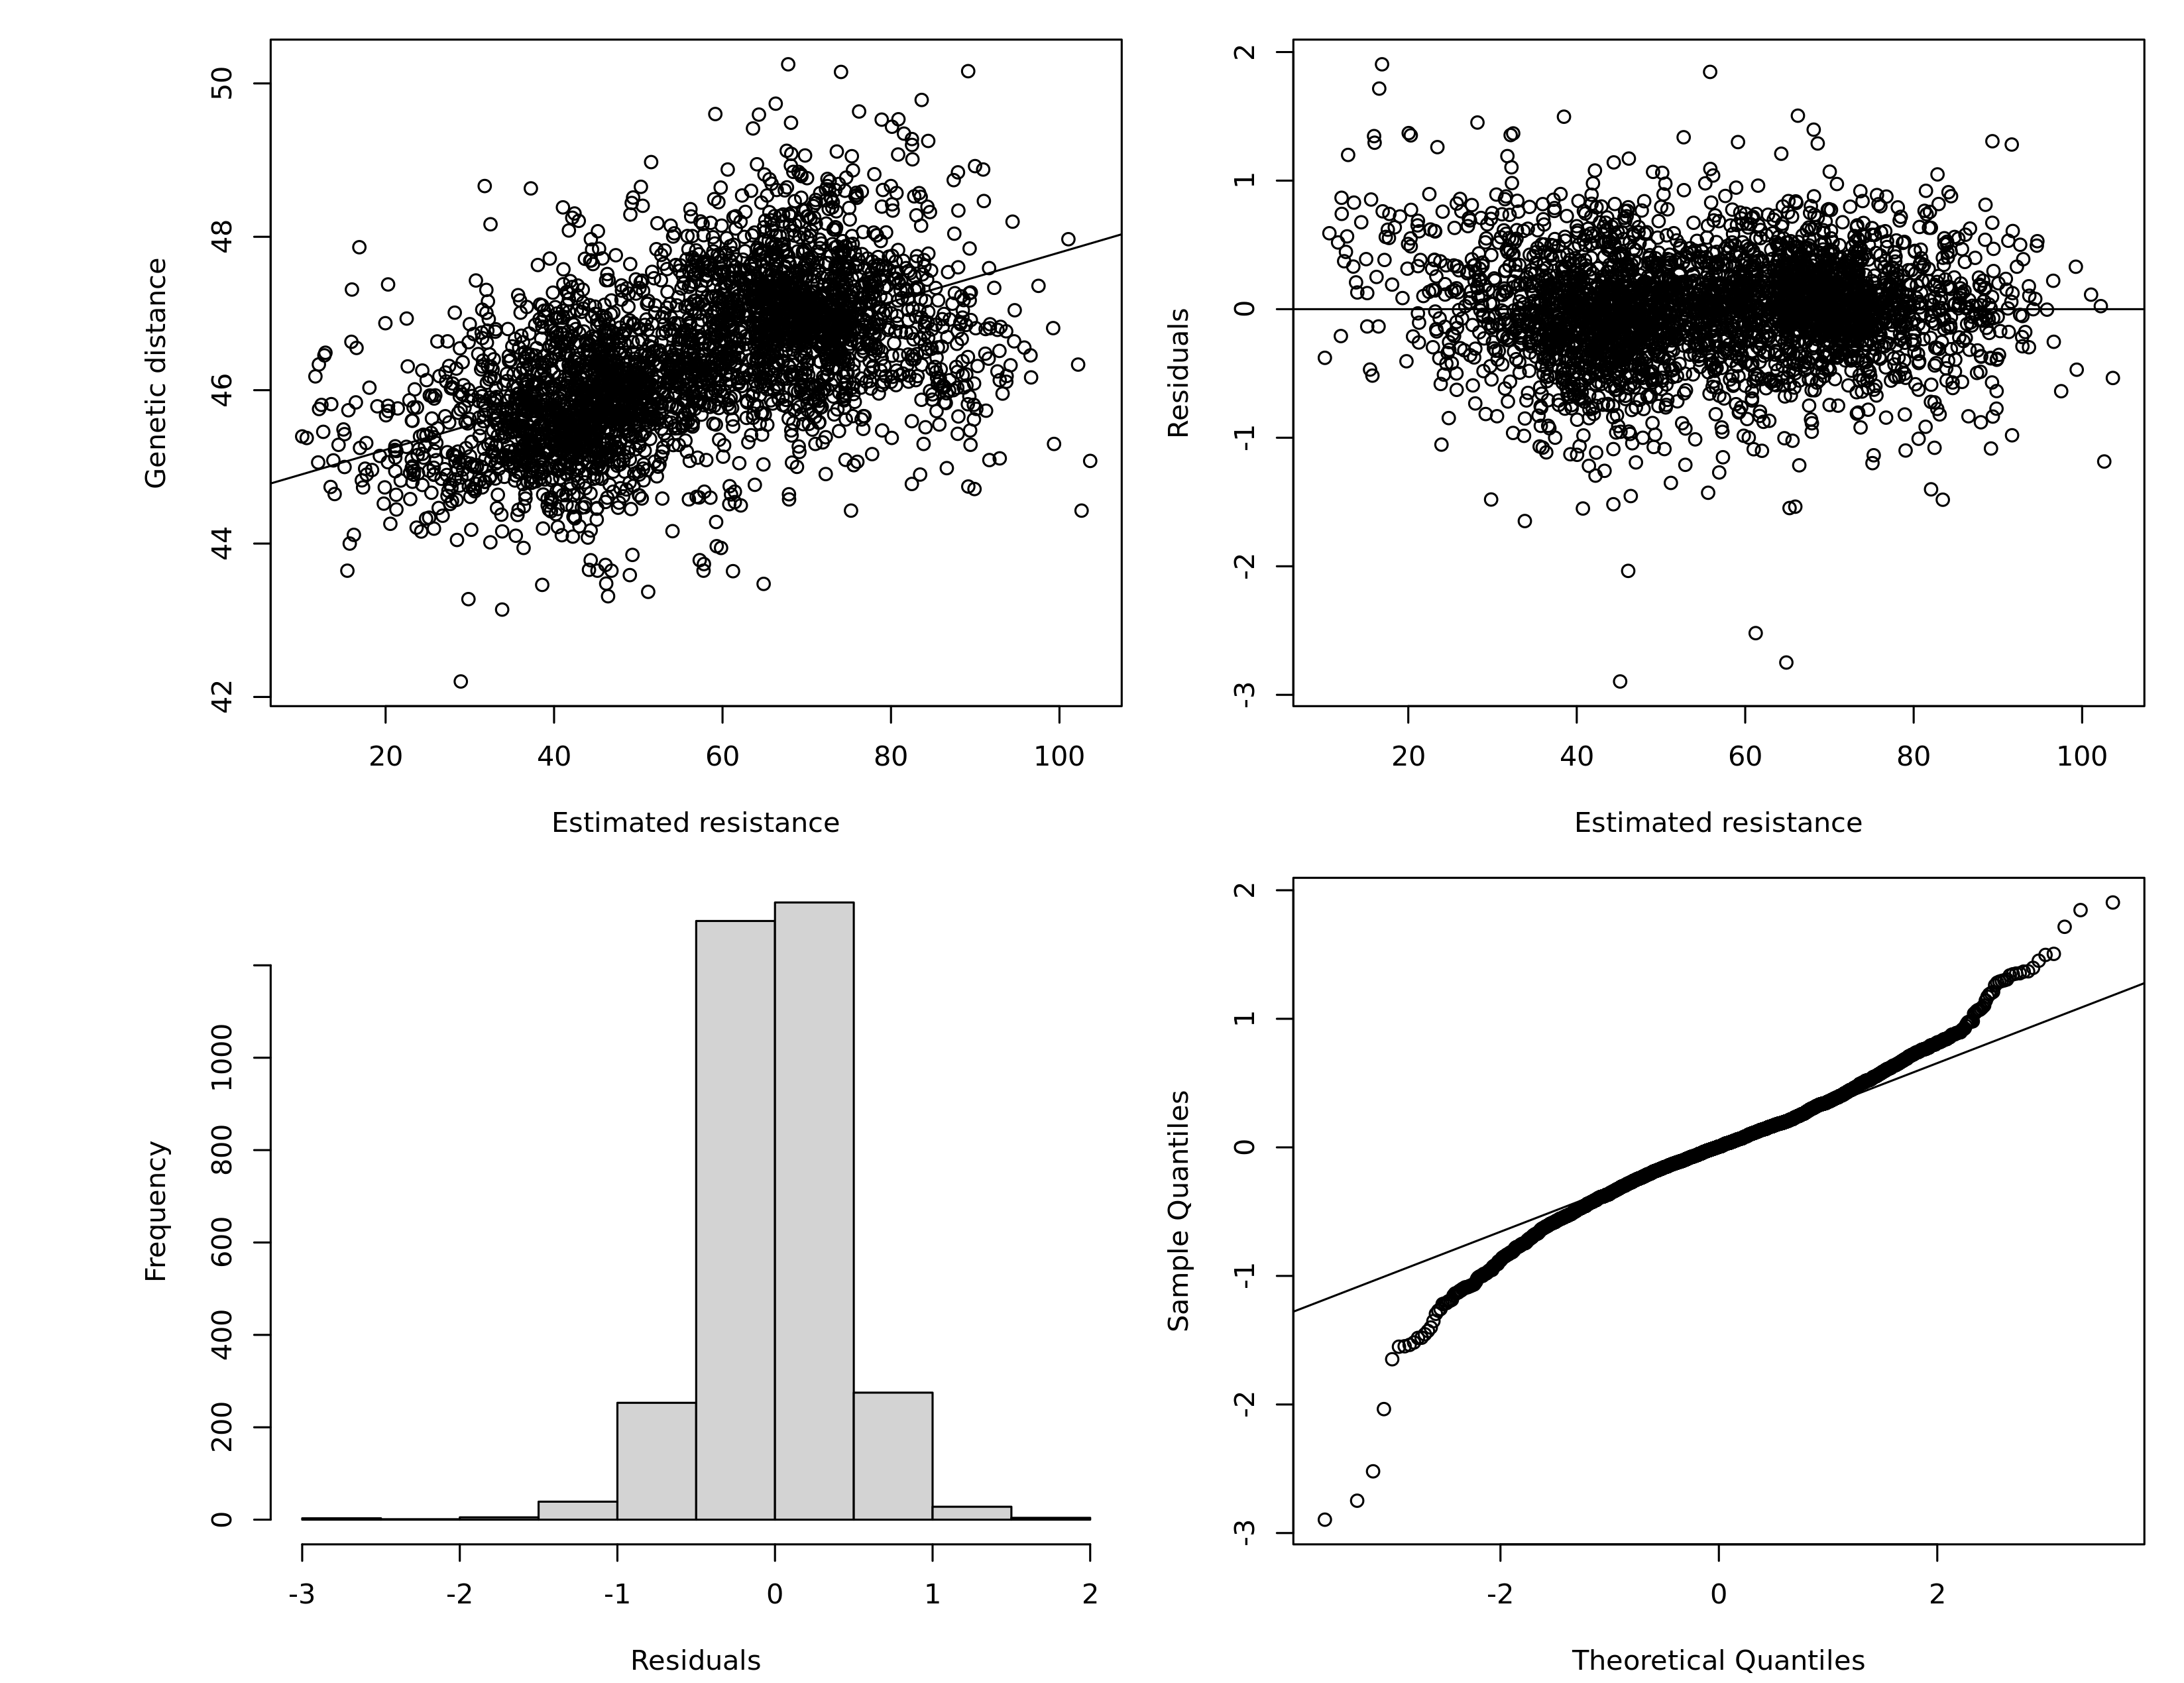 Genetic distance
50
48
46
44
42
20 40 60 80 100
Estimated resistance
Residuals
2
1
0
-1
-2
-3
20 40 60 80 100
Estimated resistance
Frequency
1000
800
600
400
200
0
-3 -2 -1 0 1 2
Residuals
Sample Quantiles
2
1
0
-1
-2
-3
-2 0 2
Theoretical Quantiles